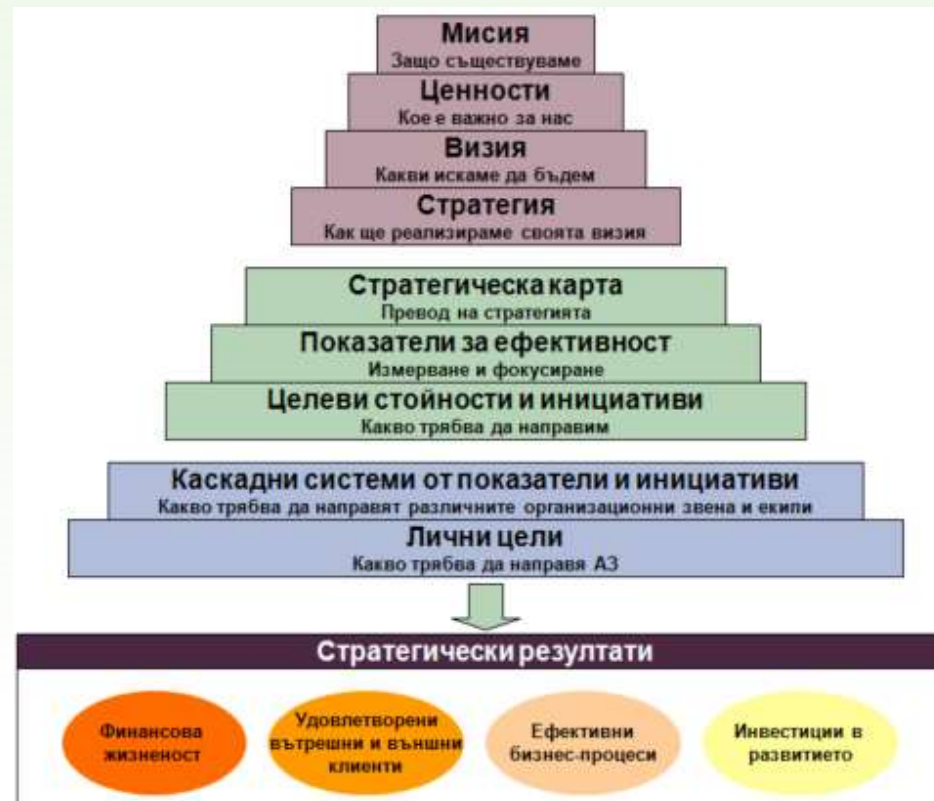 Мисия
Защо съществуваме
Ценности
Кое е важно за нас
Визия
Какви искаме да бъдем
Стратегия
Как ще реализираме своята визия
Стратегическа карта
Превод на стратегията
Показатели за ефективност
Измерване и фокусиране
Целеви стойности и инициативи
Какво трябва да направим
Каскадни системи от показатели и инициативи
Какво трябва да направят различните организационни звена и екипи
Лични цели
Какво трябва да направя АЗ
Стратегически резултати
Финансова
жизненост
Удовлетворени
вътрешни и външни
клиенти
Ефективни
бизнес-процеси
Инвестиции в
развитието